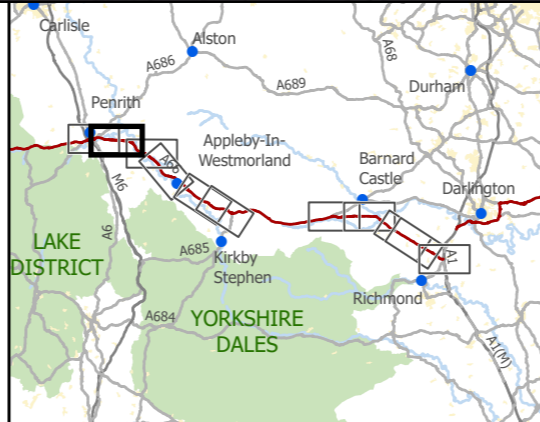 Carlisle
Alston
A686
A689
A68
Durham
Penrith
Appleby-In-
Westmorland
A66
Barnard
Castle
Darlington
M6
A6
LAKE
DISTRICT
A685
Kirkby
Stephen
A1
Richmond
A684
YORKSHIRE
DALES
A1(M)